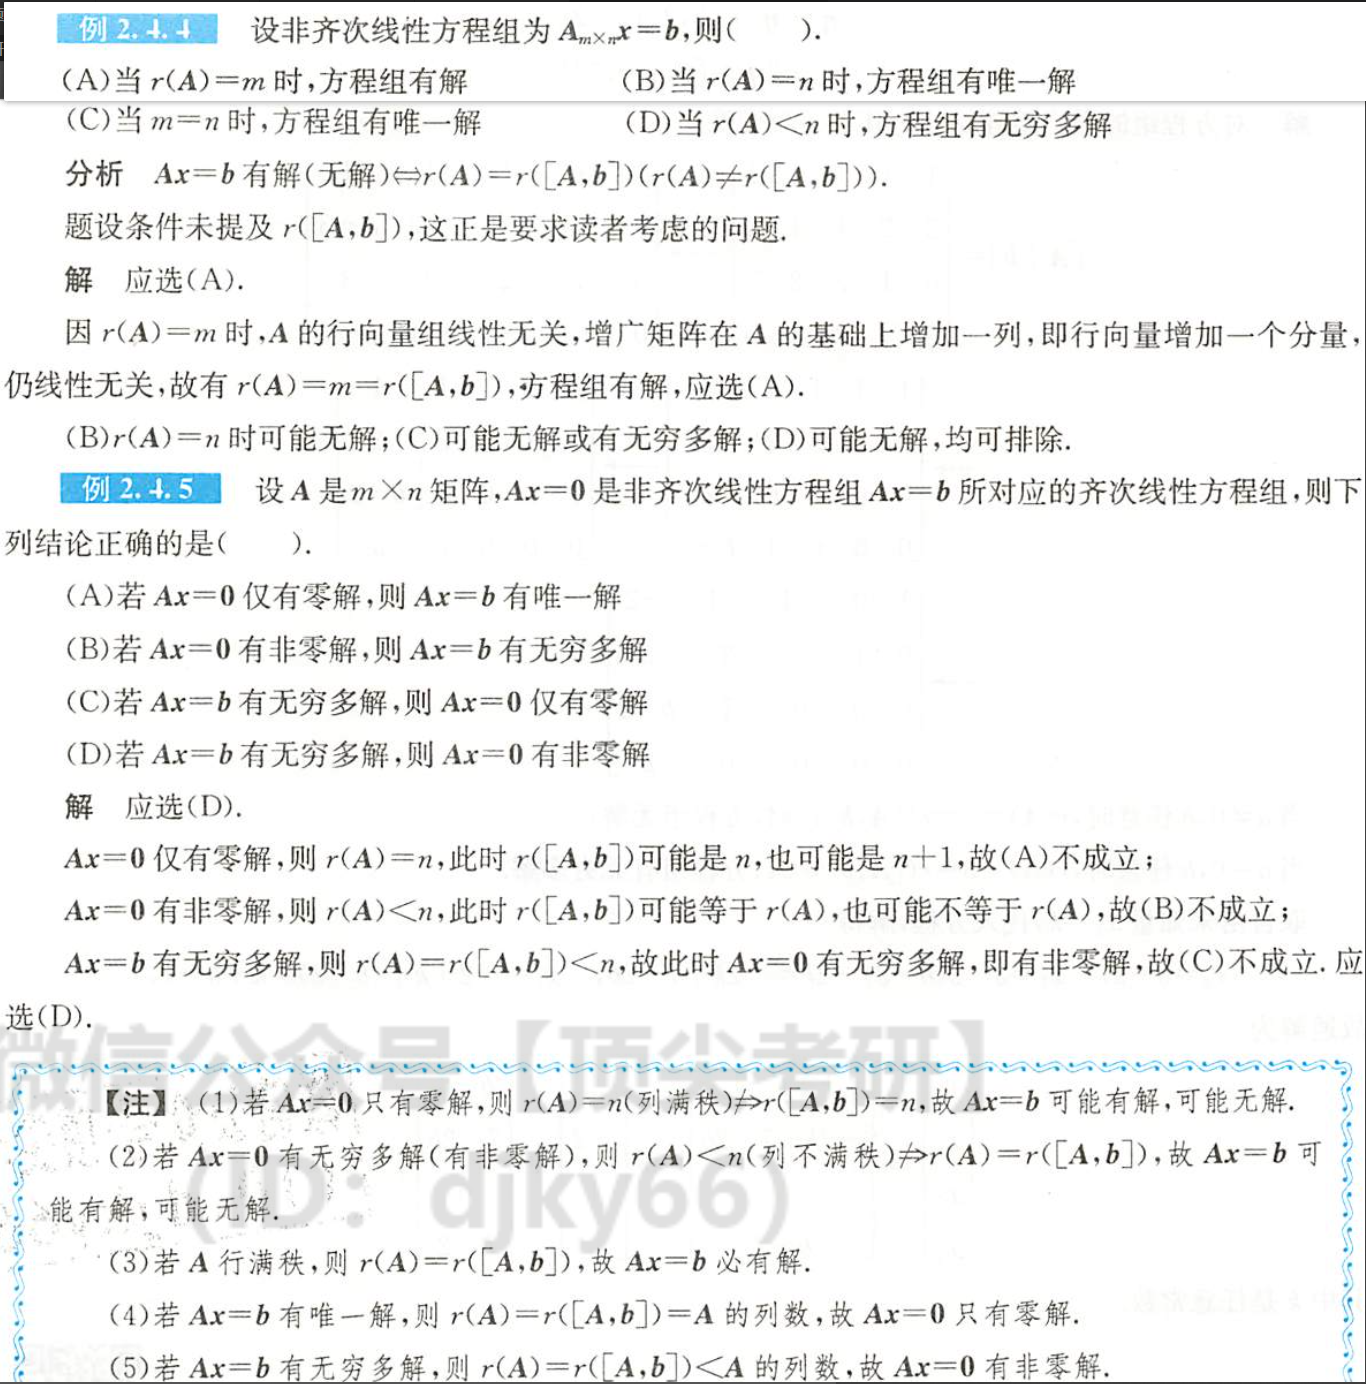 例 2.4.4 设非齐次线性方程组为 Aₘₓₙx=b,则(　　).
(A)当 r(A)=m 时,方程组有解 (B)当 r(A)=n 时,方程组有唯一解
(C)当 m=n 时,方程组有唯一解 (D)当 r(A)<n 时,方程组有无穷多解
分析 Ax=b 有解(无解)⇔r(A)=r([A,b])(r(A)≠r([A,b])).
题设条件未提及 r([A,b]),这正是要求读者考虑的问题.
解 应选(A).
因 r(A)=m 时,A 的行向量组线性无关,增广矩阵在 A 的基础上增加一列,即行向量增加一个分量,
仍线性无关,故有 r(A)=m=r([A,b]),方程组有解,应选(A).
(B)r(A)=n 时可能无解;(C)可能无解或有无穷多解;(D)可能无解,均可排除.
例 2.4.5 设 A 是 m×n 矩阵,Ax=0 是非齐次线性方程组 Ax=b 所对应的齐次线性方程组,则下
列结论正确的是(　　).
(A)若 Ax=0 仅有零解,则 Ax=b 有唯一解
(B)若 Ax=0 有非零解,则 Ax=b 有无穷多解
(C)若 Ax=b 有无穷多解,则 Ax=0 仅有零解
(D)若 Ax=b 有无穷多解,则 Ax=0 有非零解
解 应选(D).
Ax=0 仅有零解,则 r(A)=n,此时 r([A,b])可能是 n,也可能是 n+1,故(A)不成立;
Ax=0 有非零解,则 r(A)<n,此时 r([A,b])可能等于 r(A),也可能不等于 r(A),故(B)不成立;
Ax=b 有无穷多解,则 r(A)=r([A,b])<n,故此时 Ax=0 有无穷多解,即有非零解,故(C)不成立.应
选(D).
微信公众号【顶尖考研】
【注】 (1)若 Ax=0 只有零解,则 r(A)=n(列满秩)⇏r([A,b])=n,故 Ax=b 可能有解,可能无解.
(2)若 Ax=0 有无穷多解(有非零解),则 r(A)<n(列不满秩)⇏r(A)=r([A,b]),故 Ax=b 可
能有解,可能无解.
(ID: djky66)
(3)若 A 行满秩,则 r(A)=r([A,b]),故 Ax=b 必有解.
(4)若 Ax=b 有唯一解,则 r(A)=r([A,b])=A 的列数,故 Ax=0 只有零解.
(5)若 Ax=b 有无穷多解,则 r(A)=r([A,b])<A 的列数,故 Ax=0 有非零解.